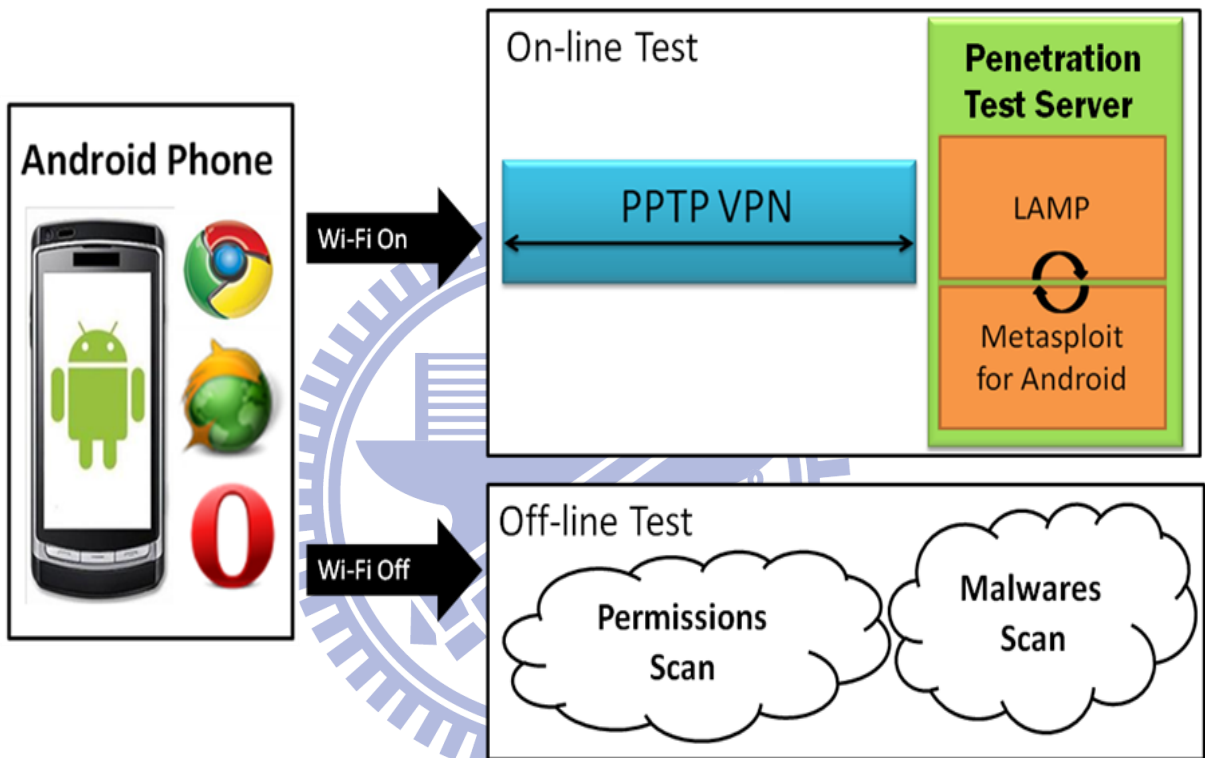 Android Phone
Wi-Fi On
Wi-Fi Off
On-line Test
PPTP VPN
Penetration
Test Server
LAMP
Metasploit
for Android
Off-line Test
Permissions
Scan
Malwares
Scan